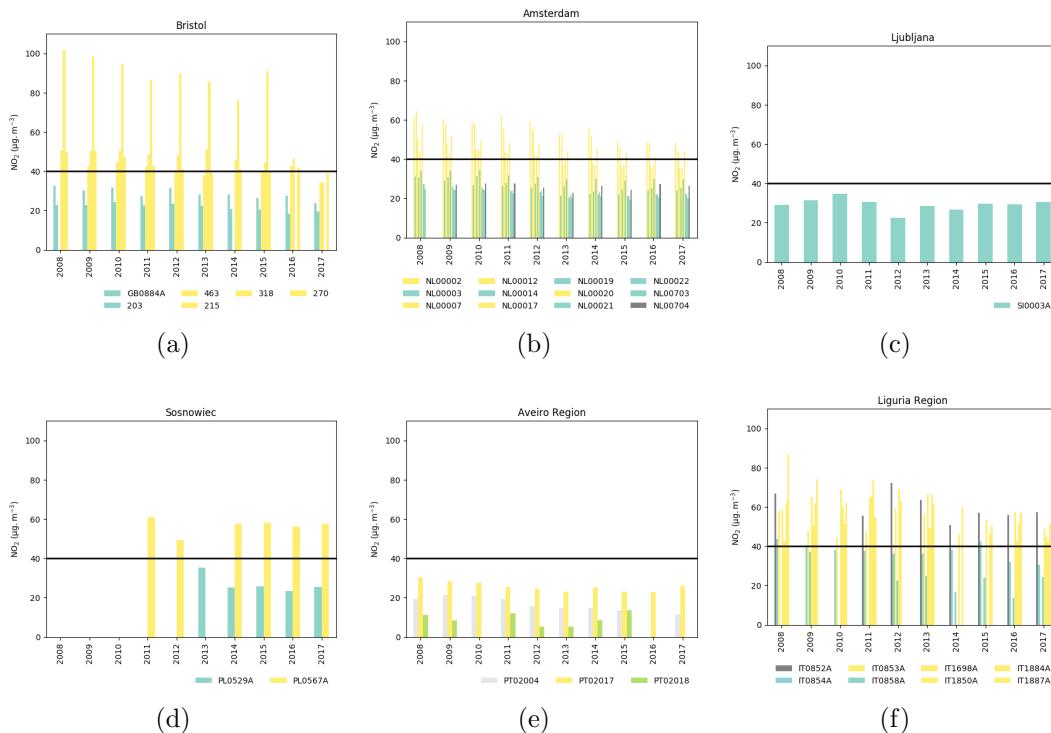 Bristol
NO₂ (µg.m⁻³)
100
80
60
40
20
0
2008 2009 2010 2011 2012 2013 2014 2015 2016 2017
GB0884A 463 318 270
203 215
(a)
Amsterdam
NO₂ (µg.m⁻³)
100
80
60
40
20
0
2008 2009 2010 2011 2012 2013 2014 2015 2016 2017
NL00002 NL00012 NL00019 NL00022
NL00003 NL00014 NL00020 NL00703
NL00007 NL00017 NL00021 NL00704
(b)
Ljubljana
NO₂ (µg.m⁻³)
100
80
60
40
20
0
2008 2009 2010 2011 2012 2013 2014 2015 2016 2017
SI0003A
(c)
Sosnowiec
NO₂ (µg.m⁻³)
100
80
60
40
20
0
2008 2009 2010 2011 2012 2013 2014 2015 2016 2017
PL0529A PL0567A
(d)
Aveiro Region
NO₂ (µg.m⁻³)
100
80
60
40
20
0
2008 2009 2010 2011 2012 2013 2014 2015 2016 2017
PT02004 PT02017 PT02018
(e)
Liguria Region
NO₂ (µg.m⁻³)
100
80
60
40
20
0
2008 2009 2010 2011 2012 2013 2014 2015 2016 2017
IT0852A IT0853A IT1698A IT1884A
IT0854A IT0858A IT1850A IT1887A
(f)